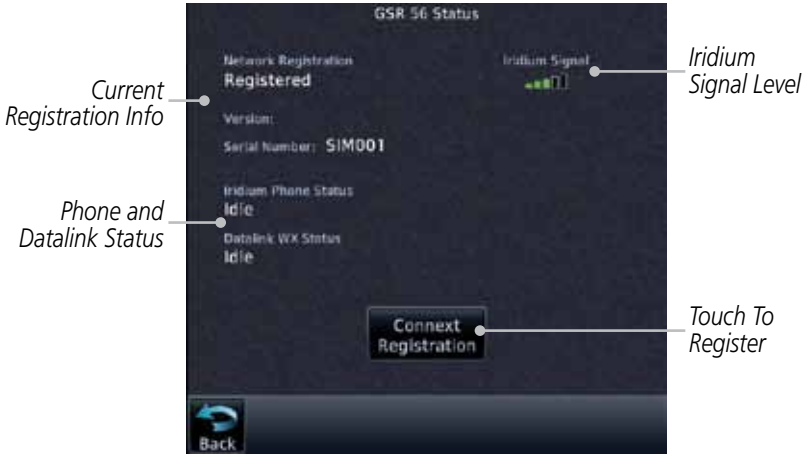 GSR 56 Status
Network Registration
Registered
Iridium Signal
Iridium
Signal Level
Current
Registration Info
Version:
Serial Number: SIM001
Iridium Phone Status
Idle
Phone and
Datalink Status
Datalink WX Status
Idle
Connext
Registration
Touch To
Register
Back